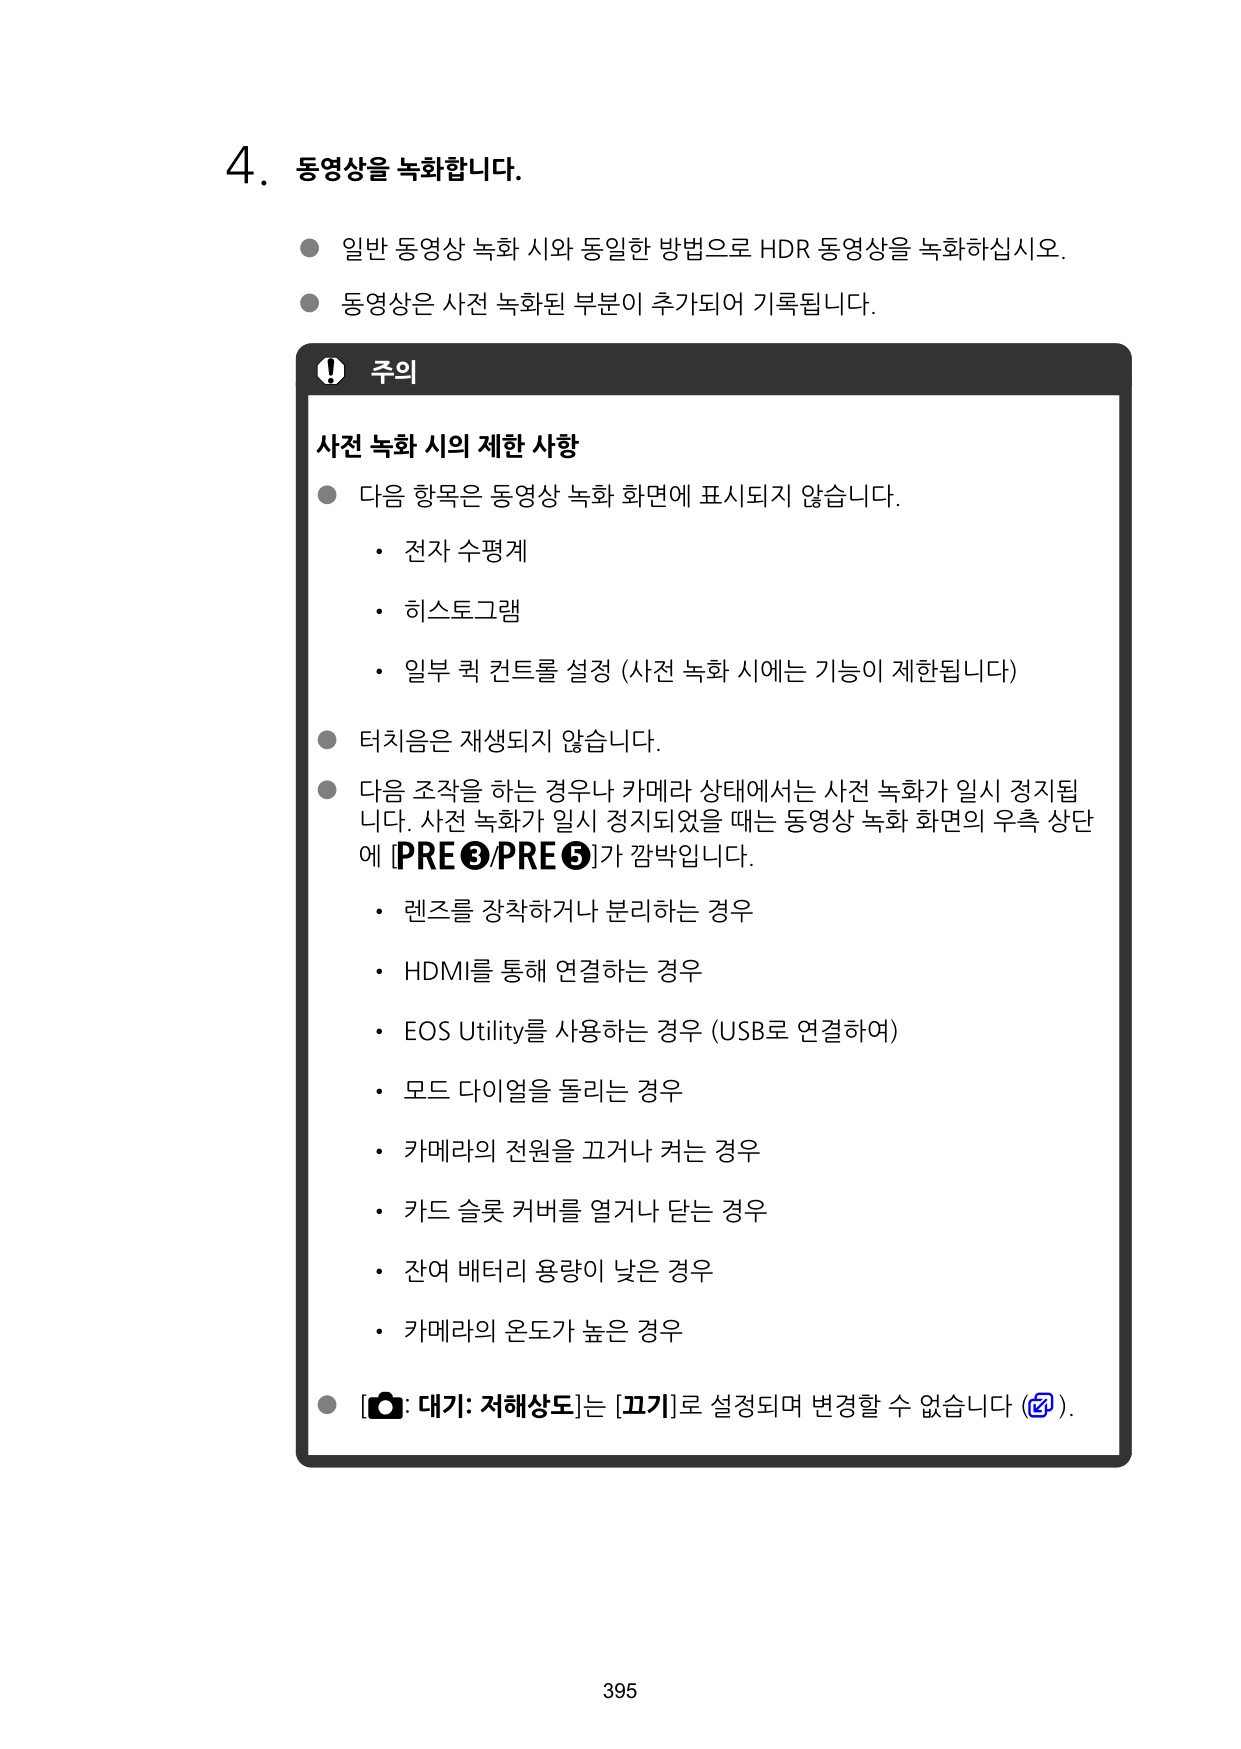 4. 동영상을 녹화합니다.
● 일반 동영상 녹화 시와 동일한 방법으로 HDR 동영상을 녹화하십시오.
● 동영상은 사전 녹화된 부분이 추가되어 기록됩니다.
주의
사전 녹화 시의 제한 사항
● 다음 항목은 동영상 녹화 화면에 표시되지 않습니다.
• 전자 수평계
• 히스토그램
• 일부 퀵 컨트롤 설정 (사전 녹화 시에는 기능이 제한됩니다)
● 터치음은 재생되지 않습니다.
● 다음 조작을 하는 경우나 카메라 상태에서는 사전 녹화가 일시 정지됩
니다. 사전 녹화가 일시 정지되었을 때는 동영상 녹화 화면의 우측 상단
에 [PRE❸/PRE❺]가 깜박입니다.
• 렌즈를 장착하거나 분리하는 경우
• HDMI를 통해 연결하는 경우
• EOS Utility를 사용하는 경우 (USB로 연결하여)
• 모드 다이얼을 돌리는 경우
• 카메라의 전원을 끄거나 켜는 경우
• 카드 슬롯 커버를 열거나 닫는 경우
• 잔여 배터리 용량이 낮은 경우
• 카메라의 온도가 높은 경우
● [: 대기: 저해상도]는 [끄기]로 설정되며 변경할 수 없습니다 ().
395